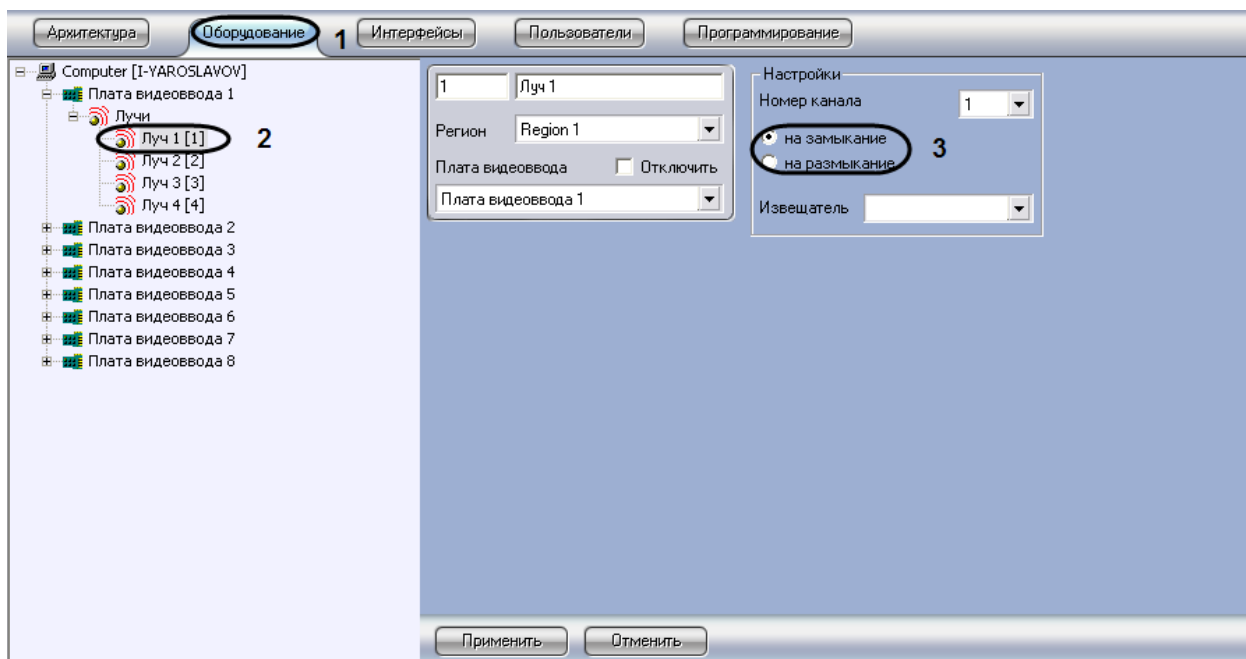 Архитектура
Оборудование
1
Интерфейсы
Пользователи
Программирование
Computer [I-YAROSLAVOV]
Плата видеоввода 1
Лучи
Луч 1 [1]
2
Луч 2 [2]
Луч 3 [3]
Луч 4 [4]
Плата видеоввода 2
Плата видеоввода 3
Плата видеоввода 4
Плата видеоввода 5
Плата видеоввода 6
Плата видеоввода 7
Плата видеоввода 8
1
Луч 1
Регион
Region 1
Плата видеоввода
Отключить
Плата видеоввода 1
Настройки
Номер канала
1
на замыкание
на размыкание
3
Извещатель
Применить
Отменить